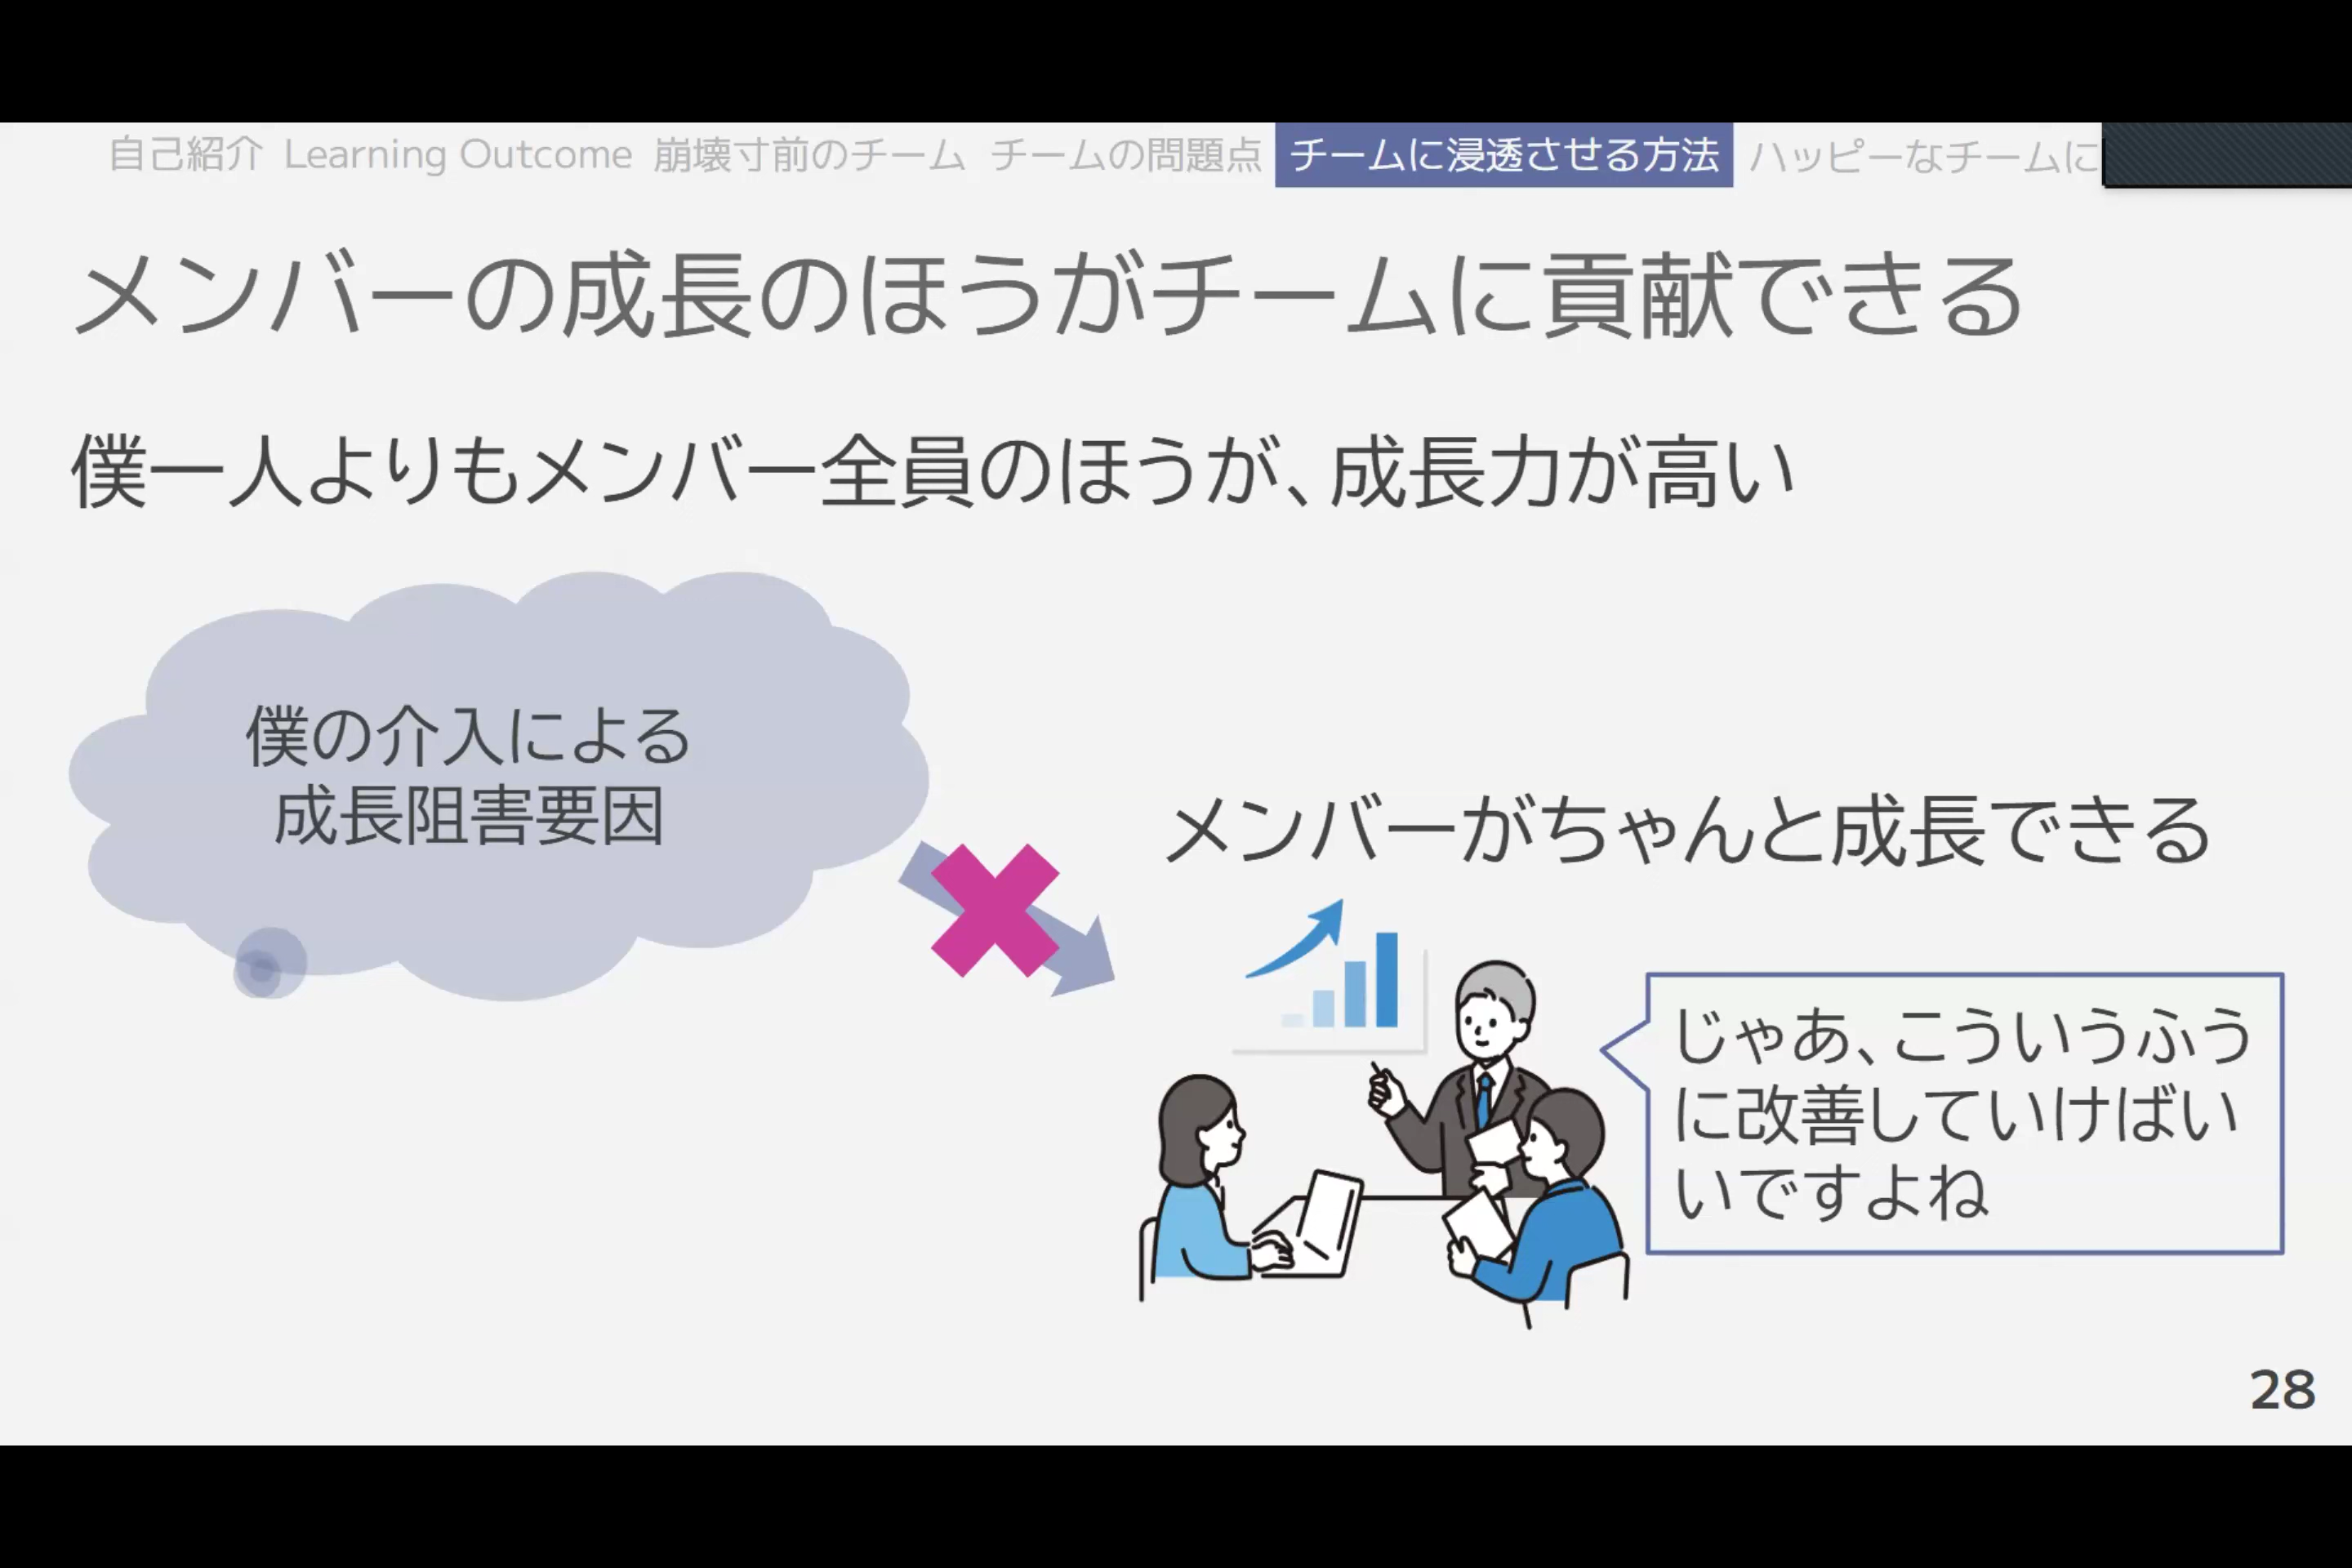 自己紹介 Learning Outcome 崩壊寸前のチーム チームの問題点 チームに浸透させる方法 ハッピーなチームに
メンバーの成長のほうがチームに貢献できる
僕一人よりもメンバー全員のほうが、成長力が高い
僕の介入による
成長阻害要因
メンバーがちゃんと成長できる
じゃあ、こういうふう
に改善していけばい
いですよね
28